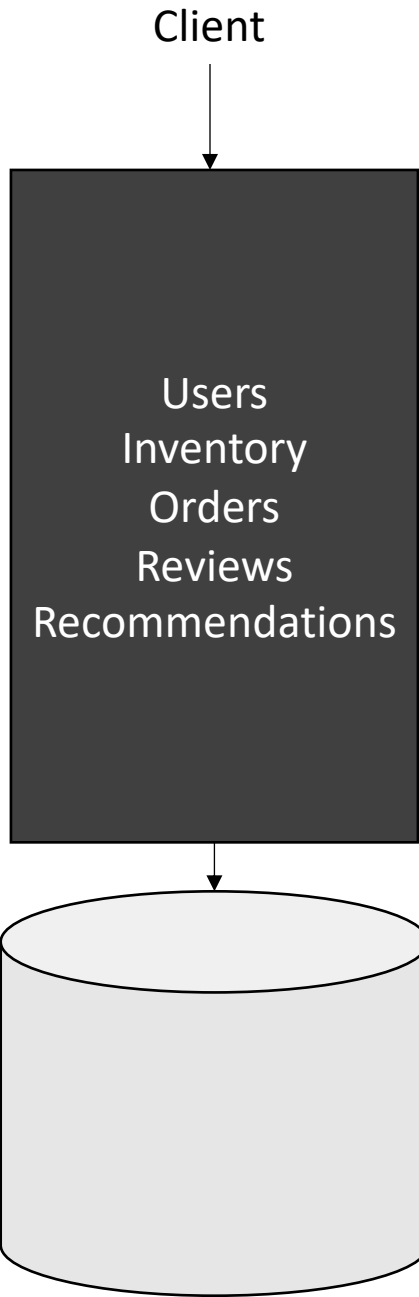 Client
Users
Inventory
Orders
Reviews
Recommendations